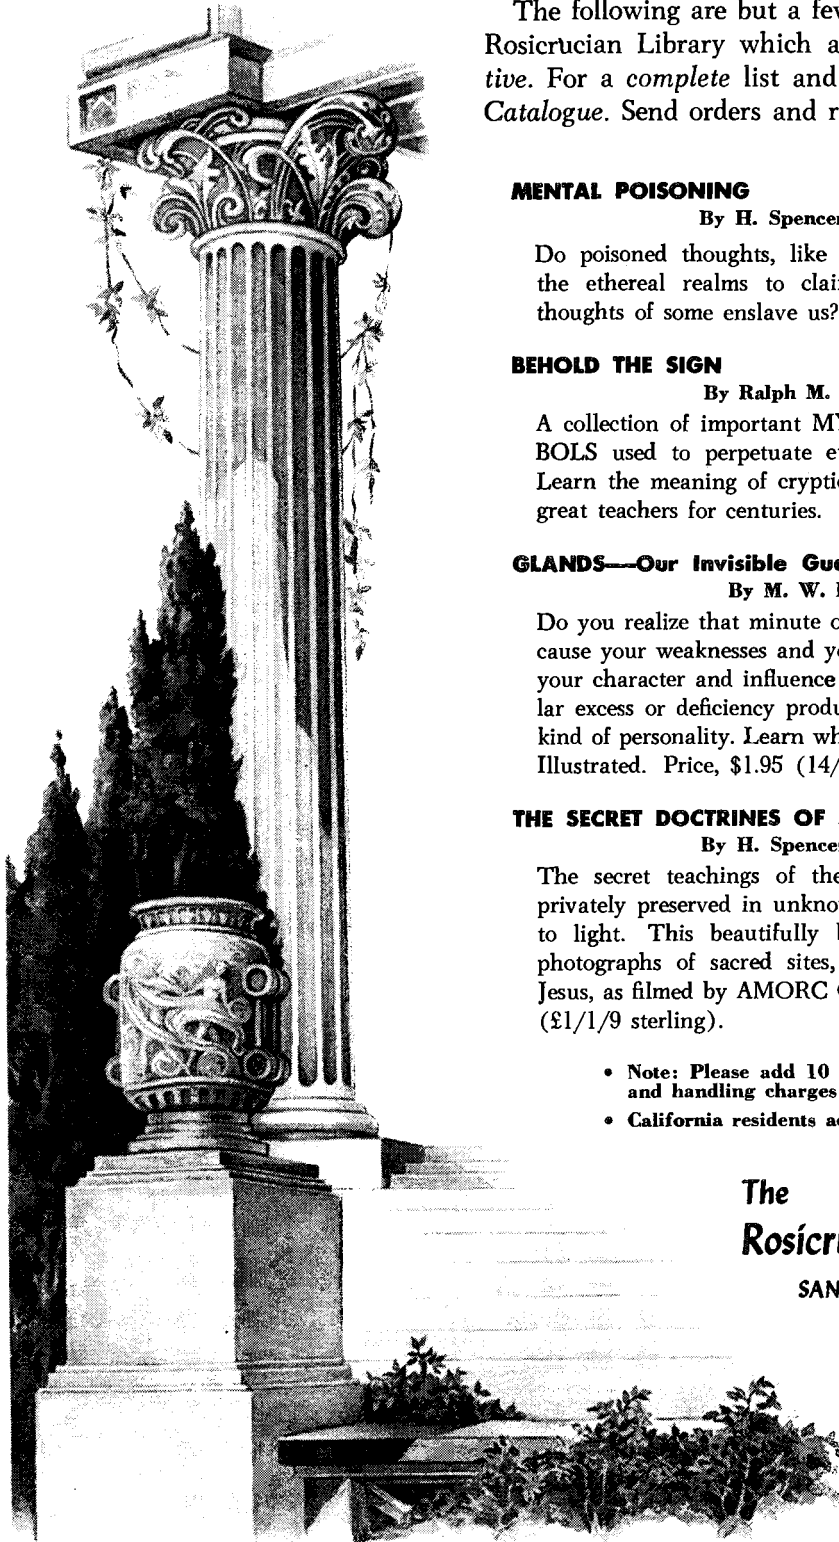 The following are but a few
Rosicrucian Library which a
tive. For a complete list and
Catalogue. Send orders and r
MENTAL POISONING
By H. Spencer
Do poisoned thoughts, like
the ethereal realms to clai
thoughts of some enslave us?
BEHOLD THE SIGN
By Ralph M.
A collection of important MY
BOLS used to perpetuate e
Learn the meaning of cryptic
great teachers for centuries.
GLANDS—Our Invisible Gua
By M. W.
Do you realize that minute o
cause your weaknesses and yo
your character and influence
lar excess or deficiency produ
kind of personality. Learn wh
Illustrated. Price, $1.95 (14/
THE SECRET DOCTRINES OF
By H. Spence
The secret teachings of the
privately preserved in unkno
to light. This beautifully
photographs of sacred sites,
Jesus, as filmed by AMORC
(£1/1/9 sterling).
• Note: Please add 10
and handling charges
• California residents a
The
Rosicr
SAN